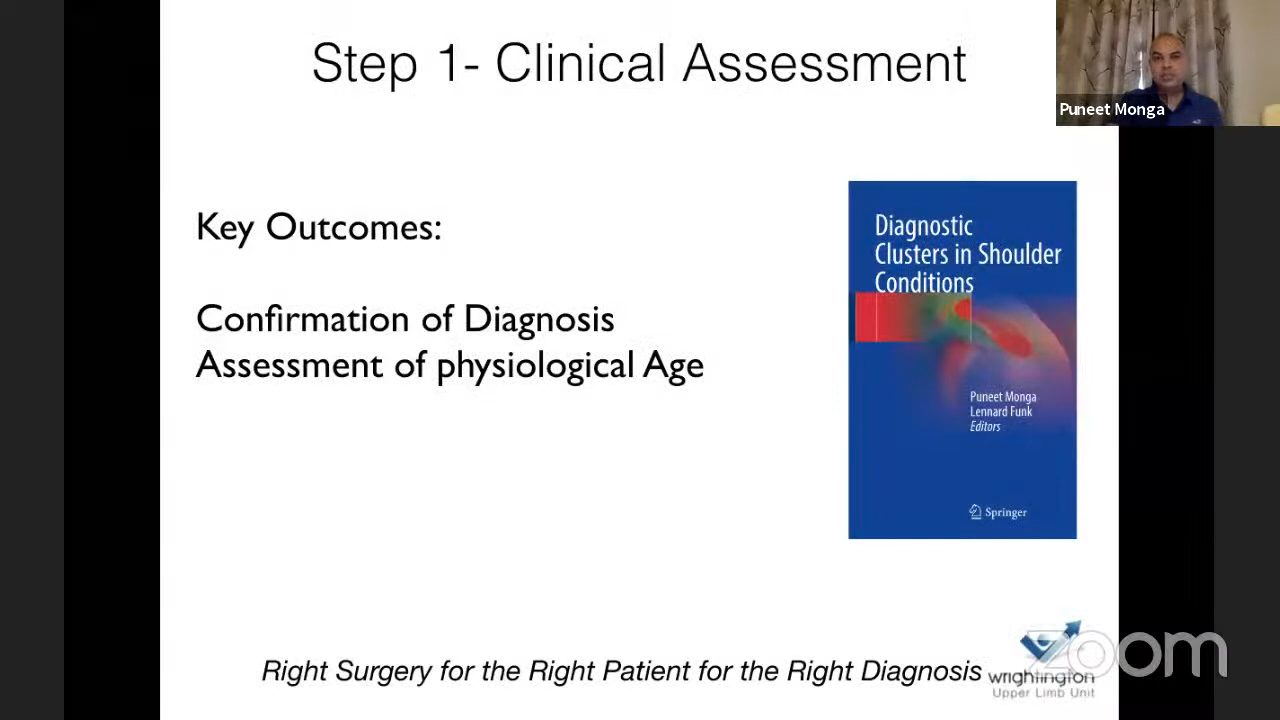 Step 1- Clinical Assessment
Puneet Monga
Key Outcomes:
Confirmation of Diagnosis
Assessment of physiological Age
Diagnostic
Clusters in Shoulder
Conditions
Puneet Monga
Lennard Funk
Editors
Springer
Right Surgery for the Right Patient for the Right Diagnosis
wrightington
Upper Limb Unit
zoom